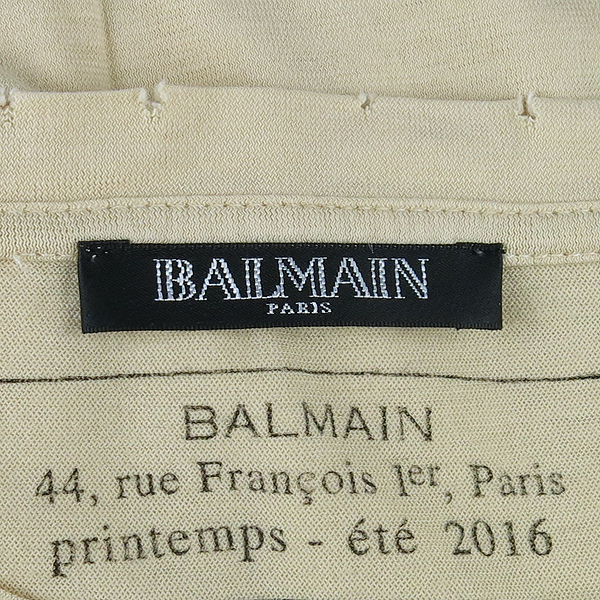 BALMAIN
PARIS
BALMAIN
44, rue François 1er, Paris
printemps - été 2016